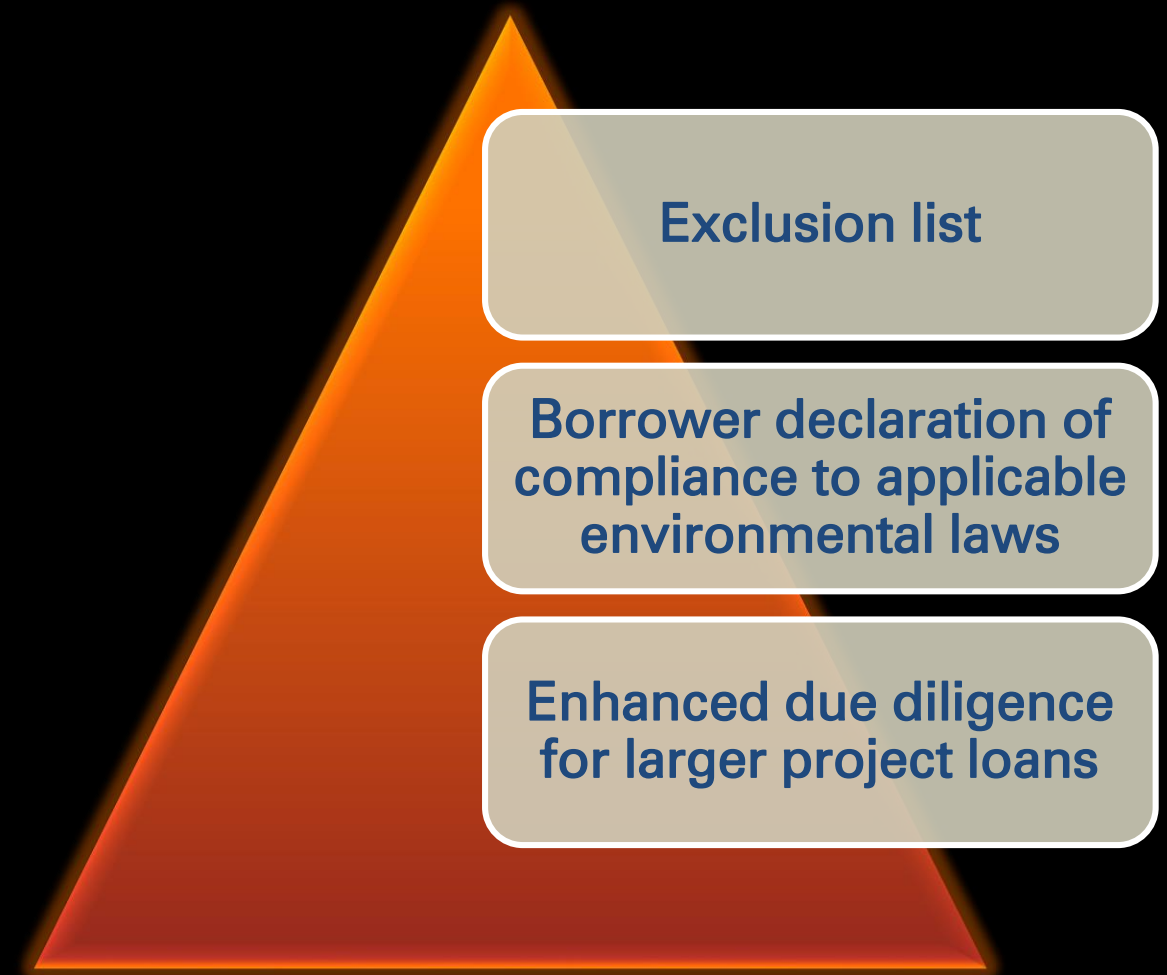 Exclusion list
Borrower declaration of
compliance to applicable
environmental laws
Enhanced due diligence
for larger project loans